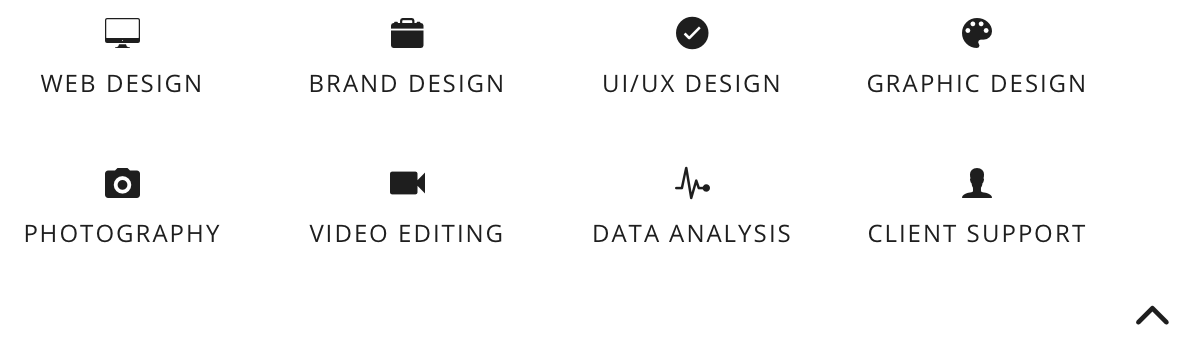 WEB DESIGN
BRAND DESIGN
UI/UX DESIGN
GRAPHIC DESIGN
PHOTOGRAPHY
VIDEO EDITING
DATA ANALYSIS
CLIENT SUPPORT